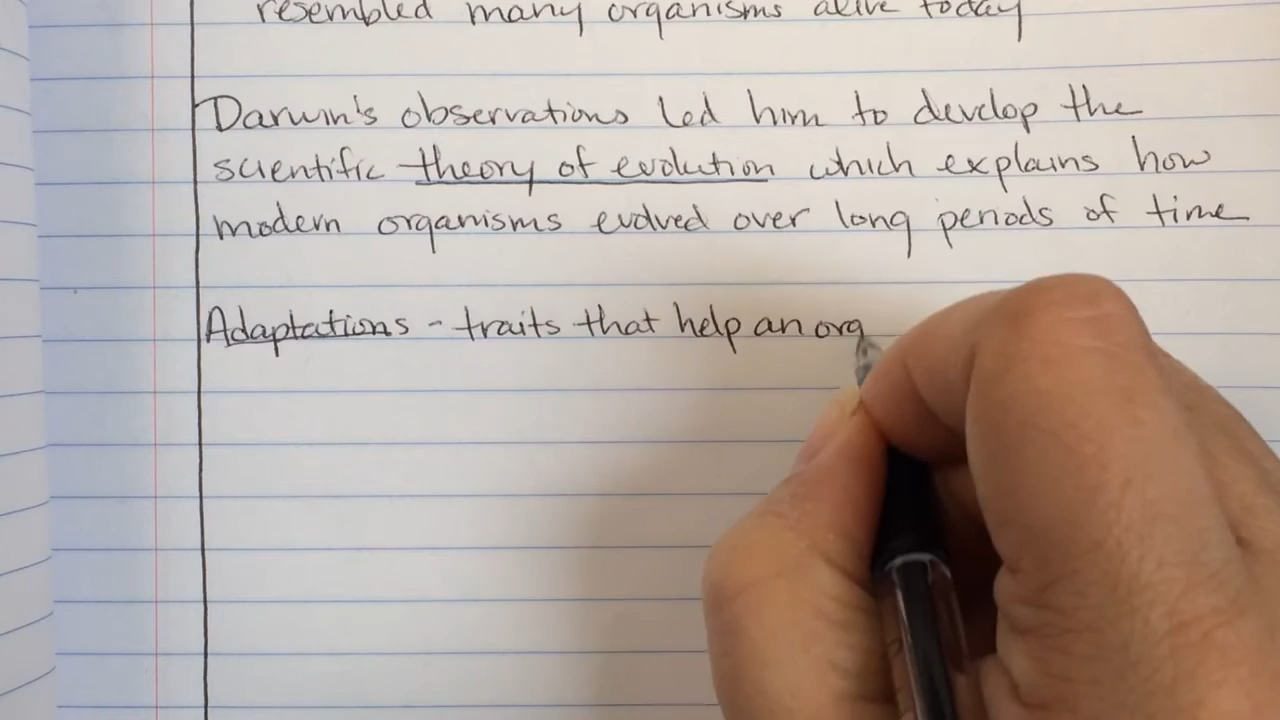 resembled many organisms alive today
Darwin's observations led him to develop the
scientific theory of evolution which explains how
modern organisms evolved over long periods of time
Adaptations - traits that help an org